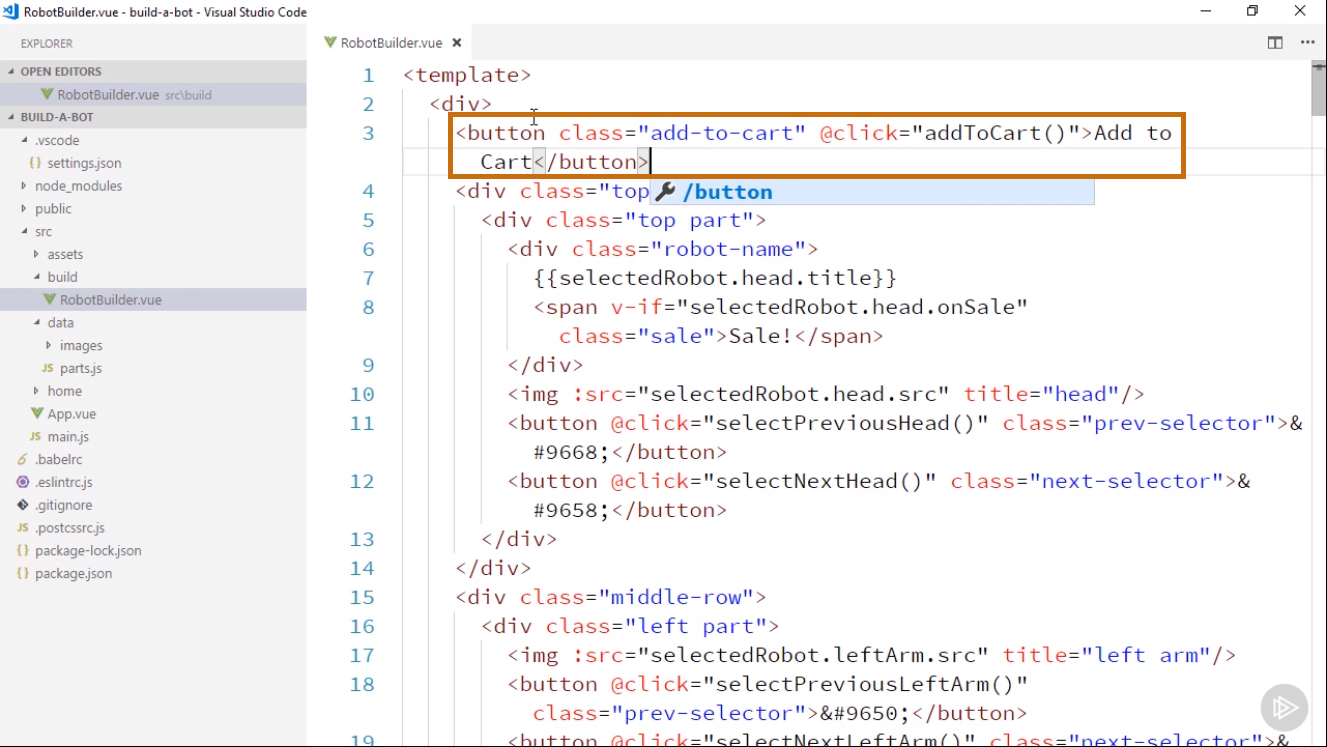 RobotBuilder.vue - build-a-bot - Visual Studio Code
EXPLORER
OPEN EDITORS
RobotBuilder.vue src\build
BUILD-A-BOT
.vscode
{} settings.json
node_modules
public
src
assets
build
RobotBuilder.vue
data
images
JS parts.js
home
App.vue
JS main.js
.babelrc
.eslintrc.js
.gitignore
JS .postcssrc.js
{} package-lock.json
{} package.json
RobotBuilder.vue
1 <template>
2 <div>
3 <button class="add-to-cart" @click="addToCart()">Add to
Cart</button>
/button
4 <div class="top
5 <div class="top part">
6 <div class="robot-name">
7 {{selectedRobot.head.title}}
8 <span v-if="selectedRobot.head.onSale"
class="sale">Sale!</span>
9 </div>
10 <img :src="selectedRobot.head.src" title="head"/>
11 <button @click="selectPreviousHead()" class="prev-selector">&
#9668;</button>
12 <button @click="selectNextHead()" class="next-selector">&
#9658;</button>
13 </div>
14 </div>
15 <div class="middle-row">
16 <div class="left part">
17 <img :src="selectedRobot.leftArm.src" title="left arm"/>
18 <button @click="selectPreviousLeftArm()"
class="prev-selector">&#9650;</button>
19 <button @click="selectNextLeftArm()" class="next-selector">&